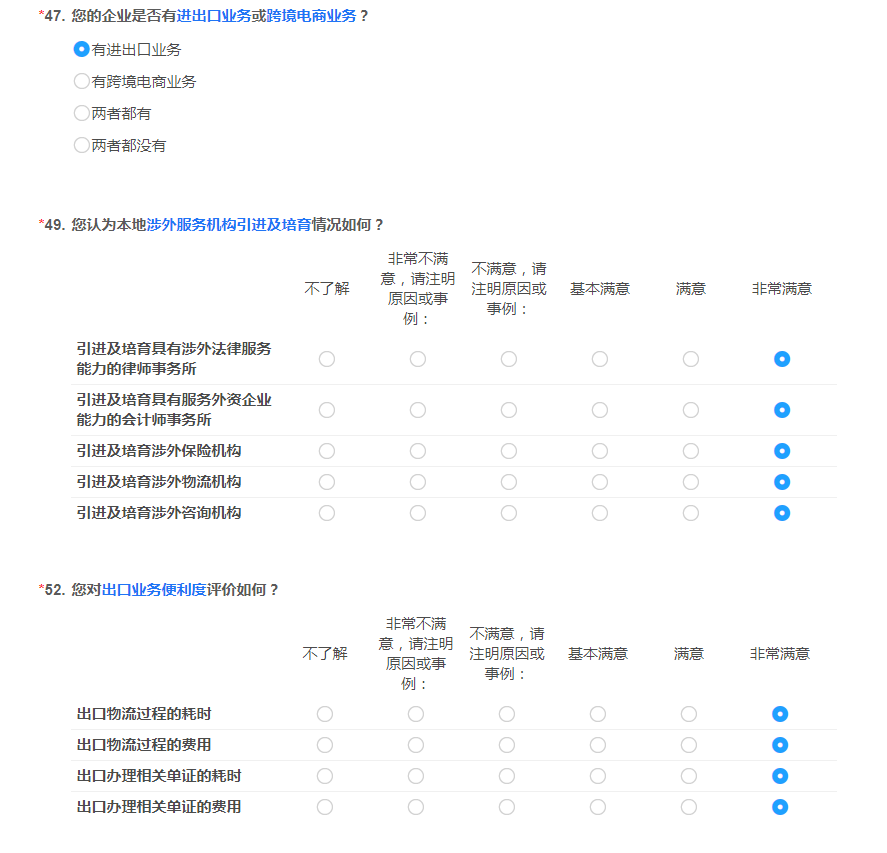 *47. 您的企业是否有进出口业务或跨境电商业务？
有进出口业务
有跨境电商业务
两者都有
两者都没有
*49. 您认为本地涉外服务机构引进及培育情况如何？
不了解
非常不满
意，请注明
原因或事
例：
不满意，请
注明原因或
事例：
基本满意
满意
非常满意
引进及培育具有涉外法律服务
能力的律师事务所
引进及培育具有服务外资企业
能力的会计师事务所
引进及培育涉外保险机构
引进及培育涉外物流机构
引进及培育涉外咨询机构
*52. 您对出口业务便利度评价如何？
不了解
非常不满
意，请注明
原因或事
例：
不满意，请
注明原因或
事例：
基本满意
满意
非常满意
出口物流过程的耗时
出口物流过程的费用
出口办理相关单证的耗时
出口办理相关单证的费用